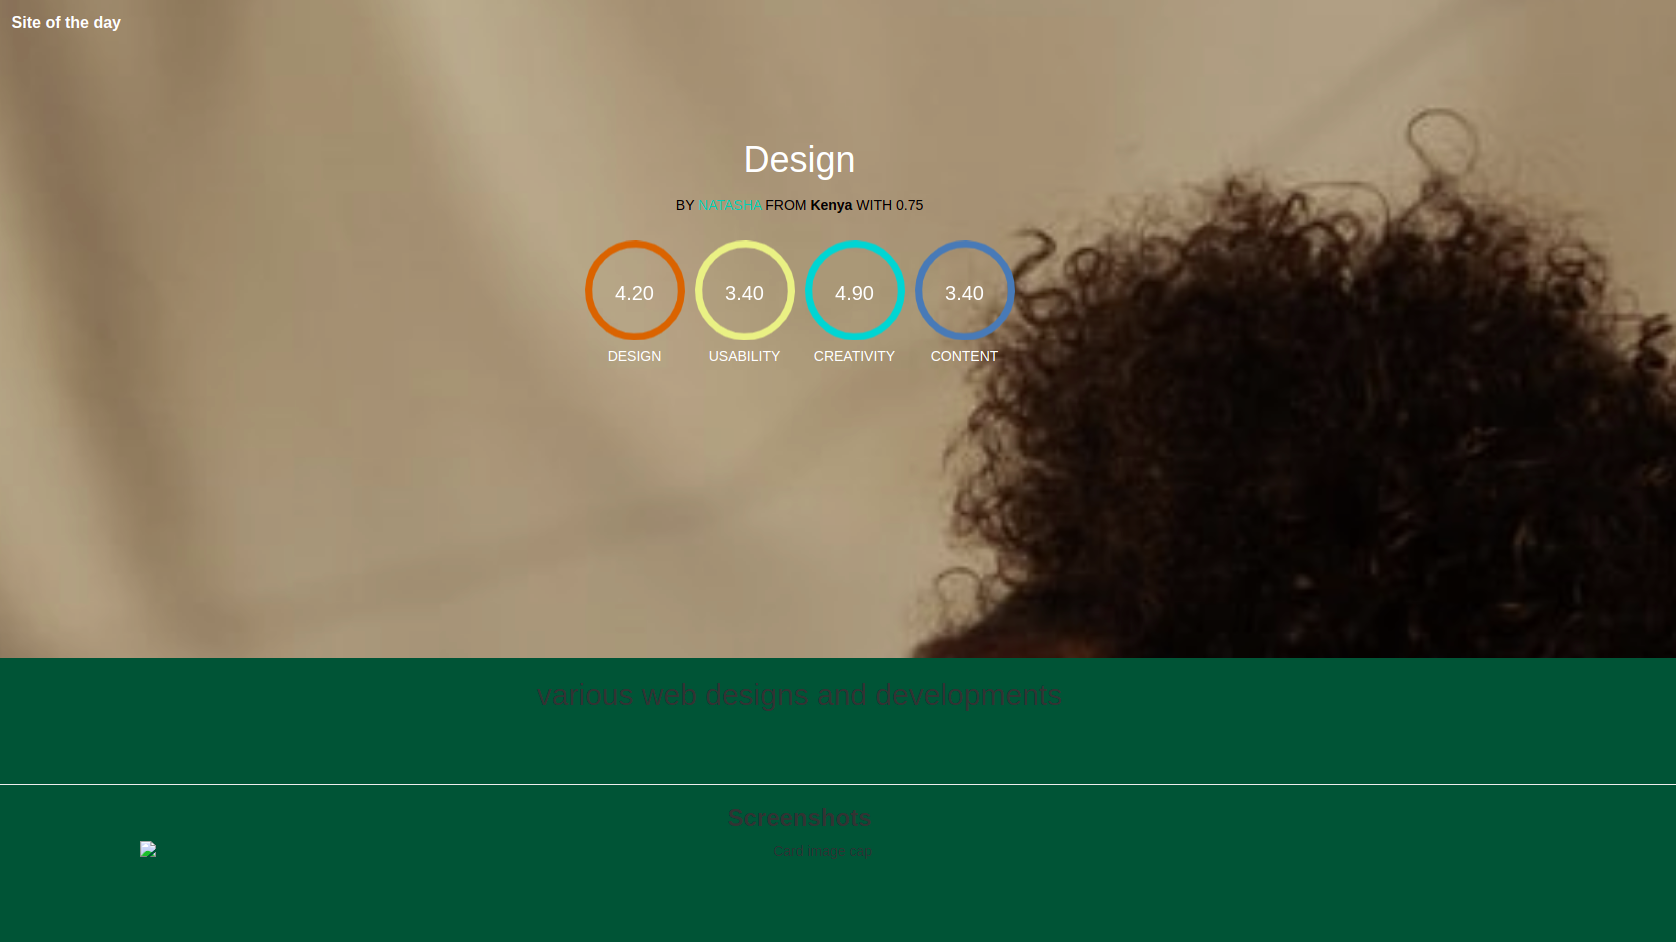 Site of the day
Design
BY NATASHA FROM Kenya WITH 0.75
4.20 3.40 4.90 3.40
DESIGN USABILITY CREATIVITY CONTENT
various web designs and developments
Screenshots
Card image cap